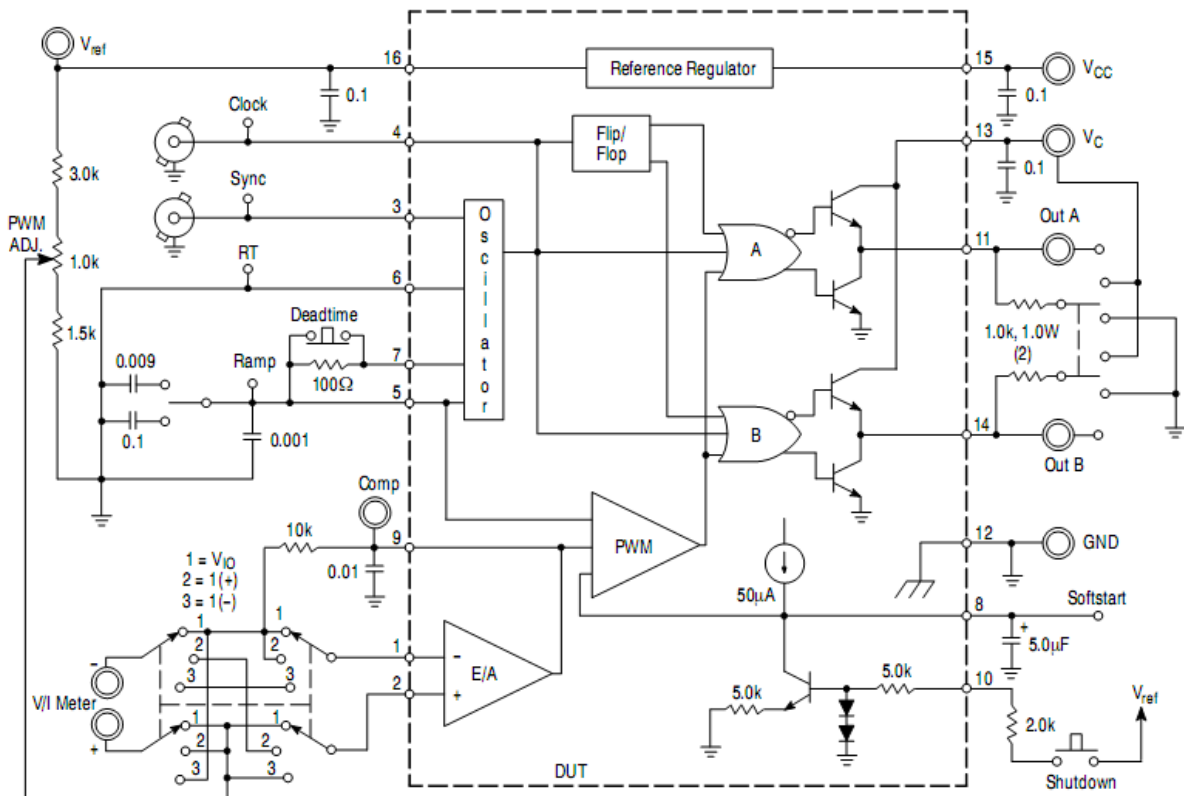 Vref
16
Reference Regulator
15
VCC
0.1
0.1
Clock
4
Flip/
Flop
13
VC
0.1
3.0k
Sync
3
Oscillator
Out A
PWM
ADJ.
1.0k
RT
6
A
11
1.5k
Deadtime
1.0k, 1.0W
(2)
0.009
Ramp
7
100Ω
5
0.1
0.001
B
14
Out B
Comp
10k
9
PWM
12
GND
0.01
1 = VIO
2 = 1(+)
3 = 1(−)
50µA
8
Softstart
+
5.0µF
1
1
1
−
2
2
3
3
E/A
−
2
+
V/I Meter
+
1
1
2
2
3
3
5.0k
5.0k
10
Vref
2.0k
DUT
Shutdown